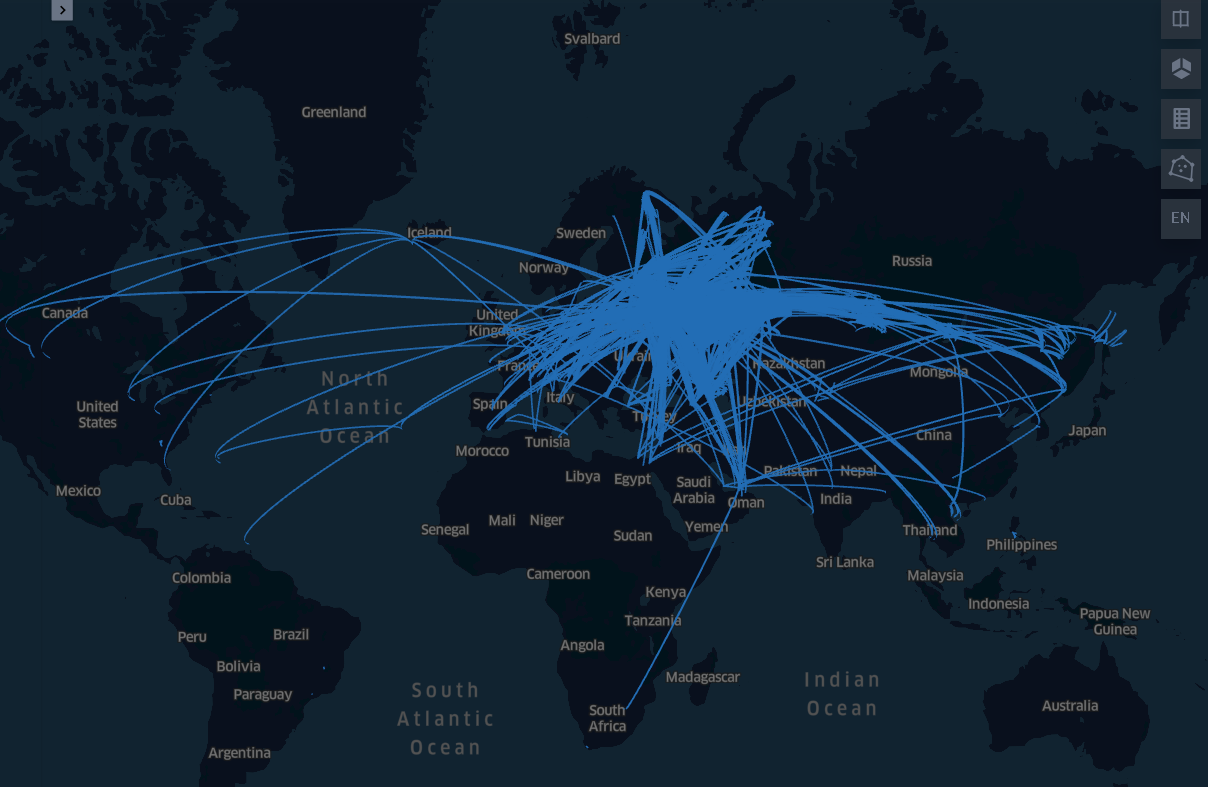 Svalbard
Greenland
EN
Iceland
Sweden
Norway
Russia
Canada
United
Kingdom
France
Ukrain
Kazakhstan
Mongolia
North
Atlantic
Ocean
United
States
Spain
Italy
Turkey
Uzbekistan
China
Japan
Morocco
Tunisia
Iraq
Libya
Egypt
Saudi
Arabia
Pakistan
Nepal
Mexico
Cuba
Oman
India
Senegal
Mali
Niger
Sudan
Yemen
Thailand
Philippines
Sri Lanka
Colombia
Cameroon
Kenya
Malaysia
Indonesia
Peru
Brazil
Tanzania
Papua New
Guinea
Angola
Bolivia
Paraguay
Madagascar
South
Atlantic
Ocean
Indian
Ocean
South
Africa
Australia
Argentina